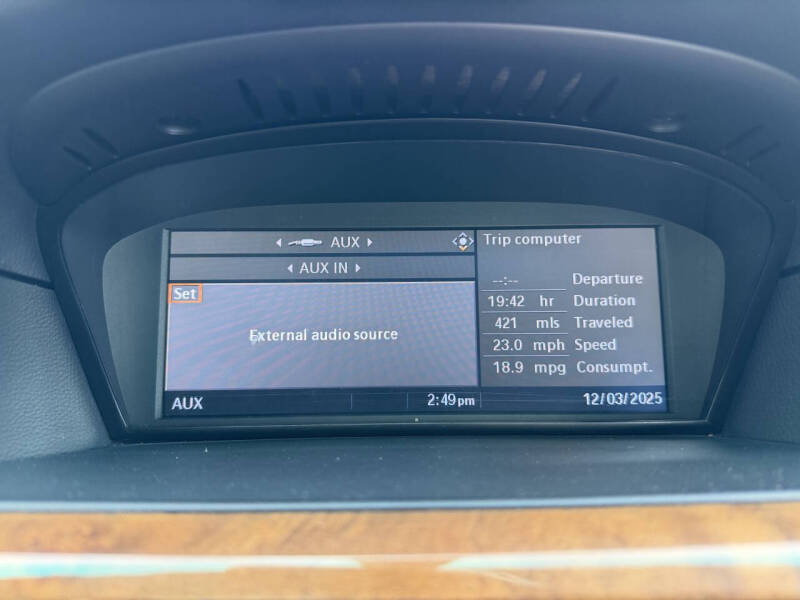 AUX
AUX IN
Set
External audio source
Trip computer
--:-- Departure
19:42 hr Duration
421 mls Traveled
23.0 mph Speed
18.9 mpg Consumpt.
AUX 2:49pm 12/03/2025